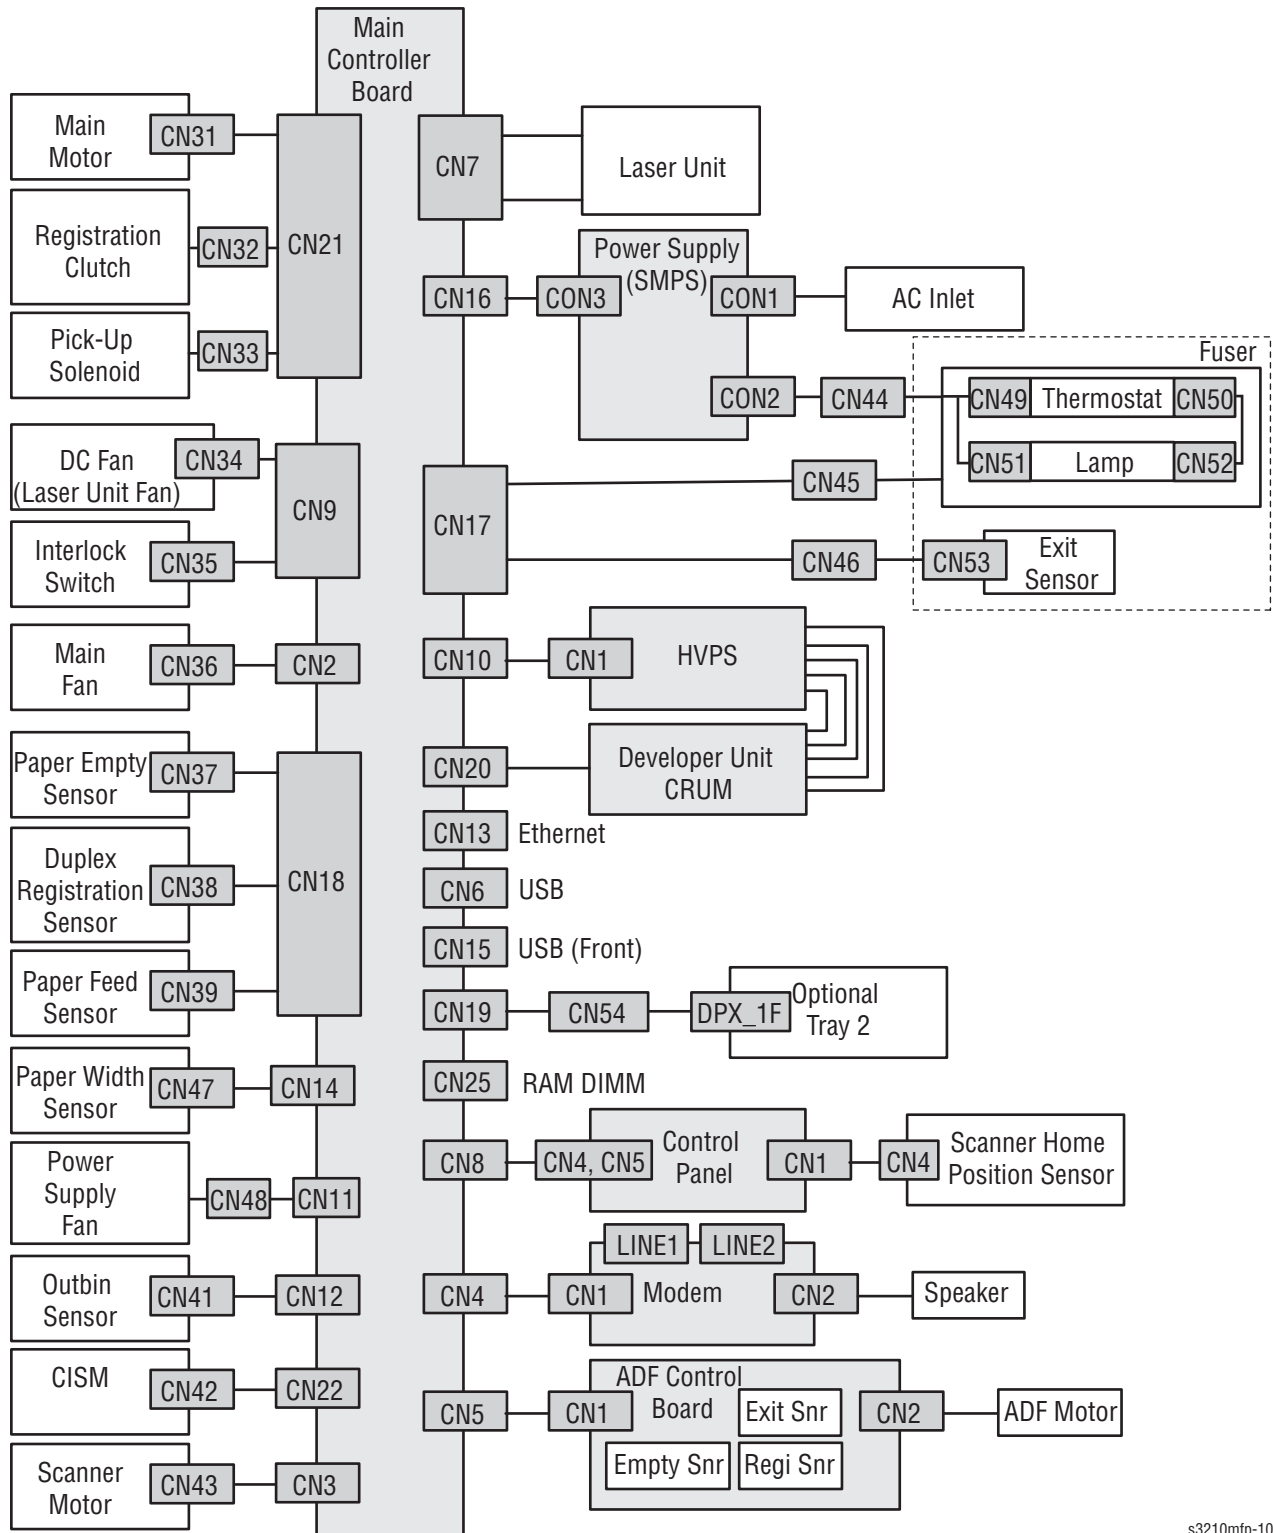 Main
Controller
Board
Main
Motor
CN31
Registration
Clutch
CN32
CN21
Pick-Up
Solenoid
CN33
DC Fan
(Laser Unit Fan)
CN34
CN9
Interlock
Switch
CN35
Main
Fan
CN36
CN2
Paper Empty
Sensor
CN37
Duplex
Registration
Sensor
CN38
CN18
Paper Feed
Sensor
CN39
Paper Width
Sensor
CN47
CN14
Power
Supply
Fan
CN48
CN11
Outbin
Sensor
CN41
CN12
CISM
CN42
CN22
Scanner
Motor
CN43
CN3
CN7
Laser Unit
Power Supply
(SMPS)
CN16
CON3
CON1
AC Inlet
CON2
CN44
Fuser
CN49
Thermostat
CN50
CN51
Lamp
CN52
CN17
CN45
CN46
CN53
Exit
Sensor
CN10
CN1
HVPS
CN20
Developer Unit
CRUM
CN13
Ethernet
CN6
USB
CN15
USB (Front)
CN19
CN54
DPX_1F
Optional
Tray 2
CN25
RAM DIMM
CN8
CN4, CN5
Control
Panel
CN1
CN4
Scanner Home
Position Sensor
LINE1
LINE2
CN4
CN1
Modem
CN2
Speaker
CN5
CN1
ADF Control
Board
Exit Snr
CN2
ADF Motor
Empty Snr
Regi Snr
s3210mfp-10